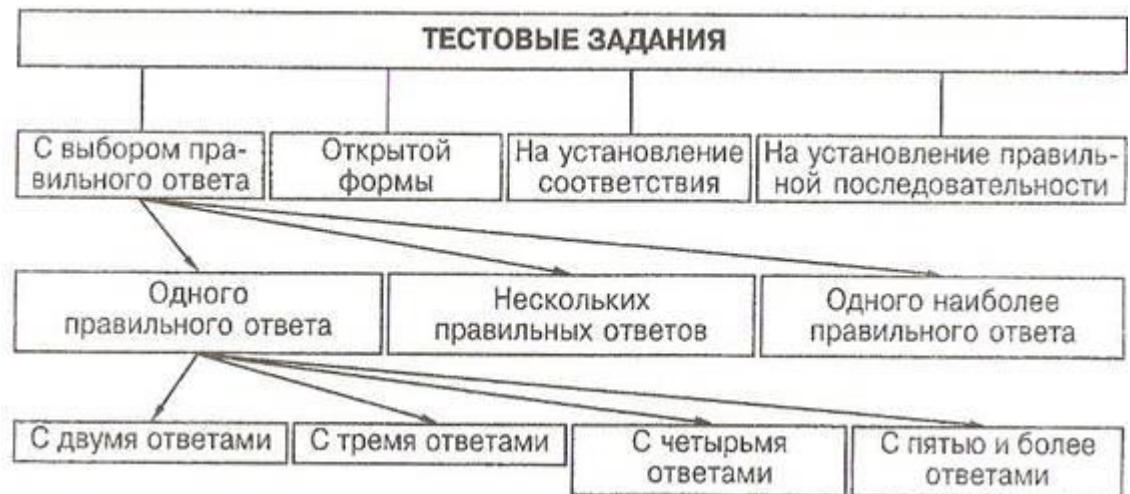 ТЕСТОВЫЕ ЗАДАНИЯ
С выбором пра-
вильного ответа
Открытой
формы
На установление
соответствия
На установление правиль-
ной последовательности
Одного
правильного ответа
Нескольких
правильных ответов
Одного наиболее
правильного ответа
С двумя ответами
С тремя ответами
С четырьмя
ответами
С пятью и более
ответами